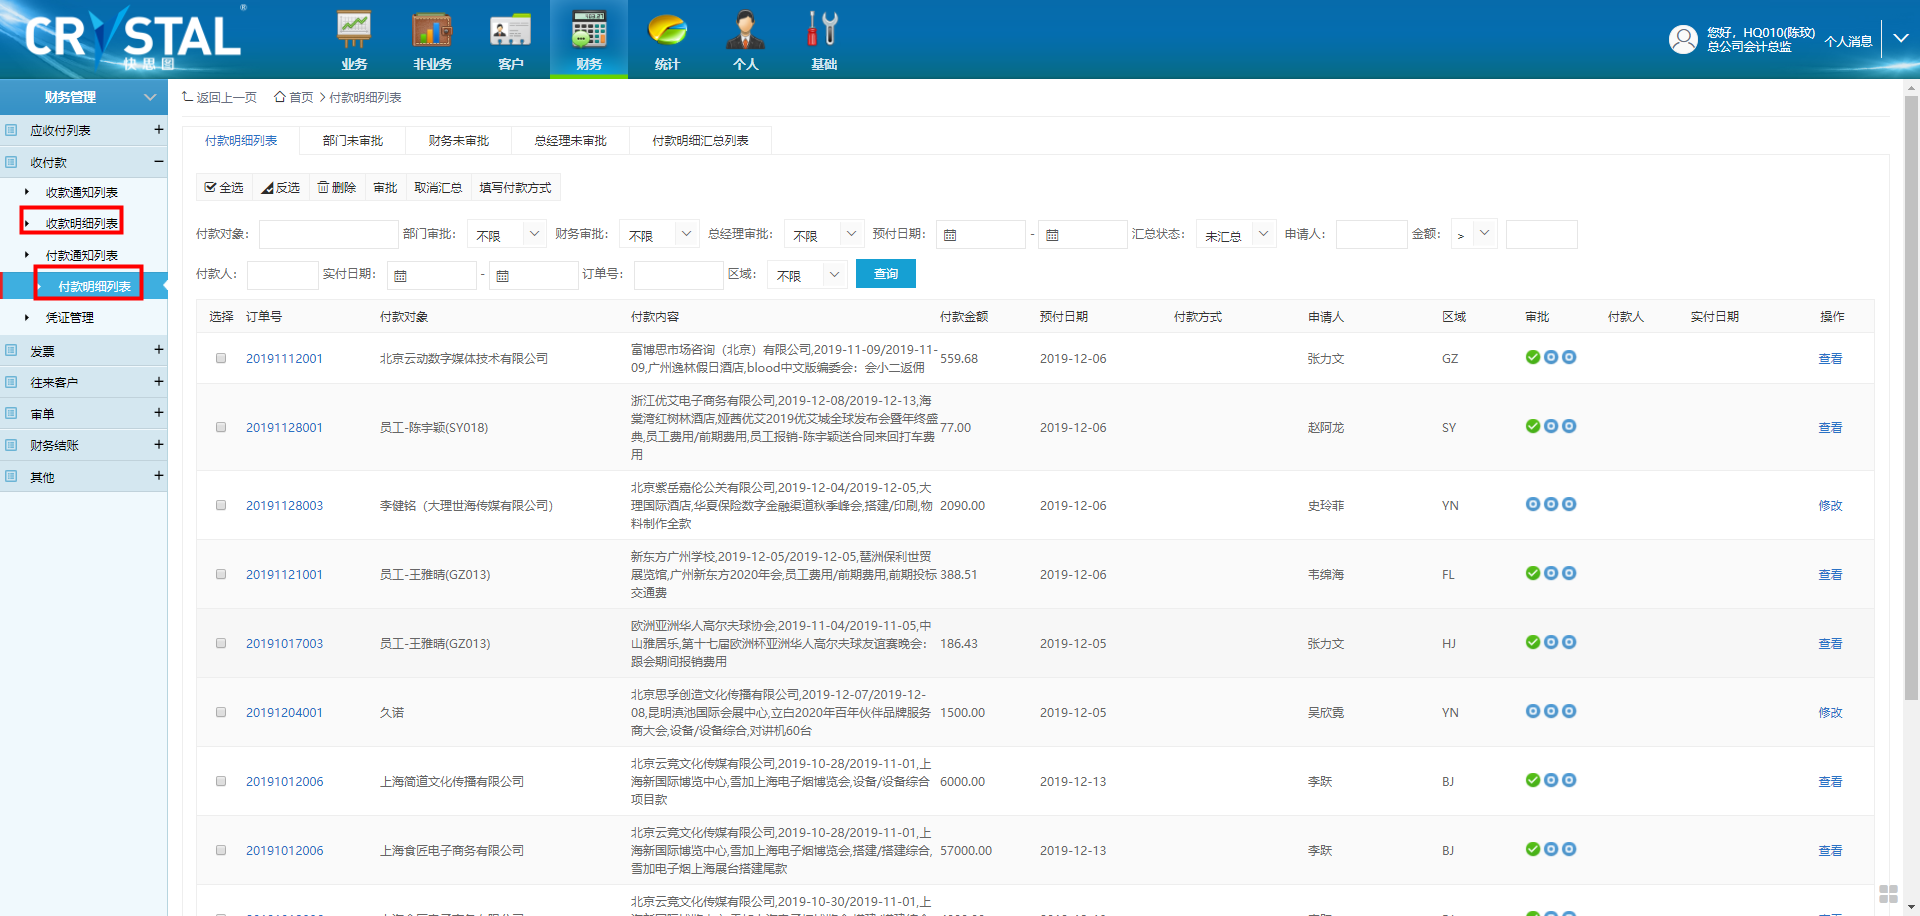 CRYSTAL ®
快思图
业务 非业务 客户 财务 统计 个人 基础
您好，HQ010(陈玟)
总公司会计总监
个人消息
财务管理
应收付列表 +
收付款 −
收款通知列表
收款明细列表
付款通知列表
付款明细列表
凭证管理
发票 +
往来客户 +
审单 +
财务结账 +
其他 +
返回上一页 首页 > 付款明细列表
付款明细列表 部门未审批 财务未审批 总经理未审批 付款明细汇总列表
全选 反选 删除 审批 取消汇总 填写付款方式
付款对象： 部门审批： 不限 财务审批： 不限 总经理审批： 不限 预付日期： - 汇总状态： 未汇总 申请人： 金额： >
付款人： 实付日期： - 订单号： 区域： 不限 查询
选择 订单号 付款对象 付款内容 付款金额 预付日期 付款方式 申请人 区域 审批 付款人 实付日期 操作
富博思市场咨询（北京）有限公司,2019-11-09/2019-11-
20191112001 北京云动数字媒体技术有限公司 559.68 2019-12-06 张力文 GZ 查看
09,广州逸林假日酒店,blood中文版编委会：会小二返佣
浙江优艾电子商务有限公司,2019-12-08/2019-12-13,海
棠湾红树林酒店,娅茜优艾2019优艾城全球发布会暨年终盛
20191128001 员工-陈宇颖(SY018) 77.00 2019-12-06 赵阿龙 SY 查看
典,员工费用/前期费用,员工报销-陈宇颖送合同来回打车费
用
北京紫岳嘉伦公关有限公司,2019-12-04/2019-12-05,大
20191128003 李健铭（大理世海传媒有限公司） 理国际酒店,华夏保险数字金融渠道秋季峰会,搭建/印刷,物 2090.00 2019-12-06 史玲菲 YN 修改
料制作全款
新东方广州学校,2019-12-05/2019-12-05,琶洲保利世贸
20191121001 员工-王雅晴(GZ013) 展览馆,广州新东方2020年会,员工费用/前期费用,前期投标 388.51 2019-12-06 韦绵海 FL 查看
交通费
欧洲亚洲华人高尔夫球协会,2019-11-04/2019-11-05,中
20191017003 员工-王雅晴(GZ013) 山雅居乐,第十七届欧洲杯亚洲华人高尔夫球友谊赛晚会： 186.43 2019-12-05 张力文 HJ 查看
跟会期间报销费用
北京思孚创造文化传播有限公司,2019-12-07/2019-12-
20191204001 久诺 08,昆明滇池国际会展中心,立白2020年百年伙伴品牌服务 1500.00 2019-12-05 吴欣霓 YN 修改
商大会,设备/设备综合,对讲机60台
北京云竞文化传媒有限公司,2019-10-28/2019-11-01,上
20191012006 上海简道文化传播有限公司 海新国际博览中心,雪加上海电子烟博览会,设备/设备综合 6000.00 2019-12-13 李跃 BJ 查看
项目款
北京云竞文化传媒有限公司,2019-10-28/2019-11-01,上
20191012006 上海食匠电子商务有限公司 海新国际博览中心,雪加上海电子烟博览会,搭建/搭建综合, 57000.00 2019-12-13 李跃 BJ 查看
雪加电子烟上海展台搭建尾款
北京云竞文化传媒有限公司,2019-10-30/2019-11-01,上